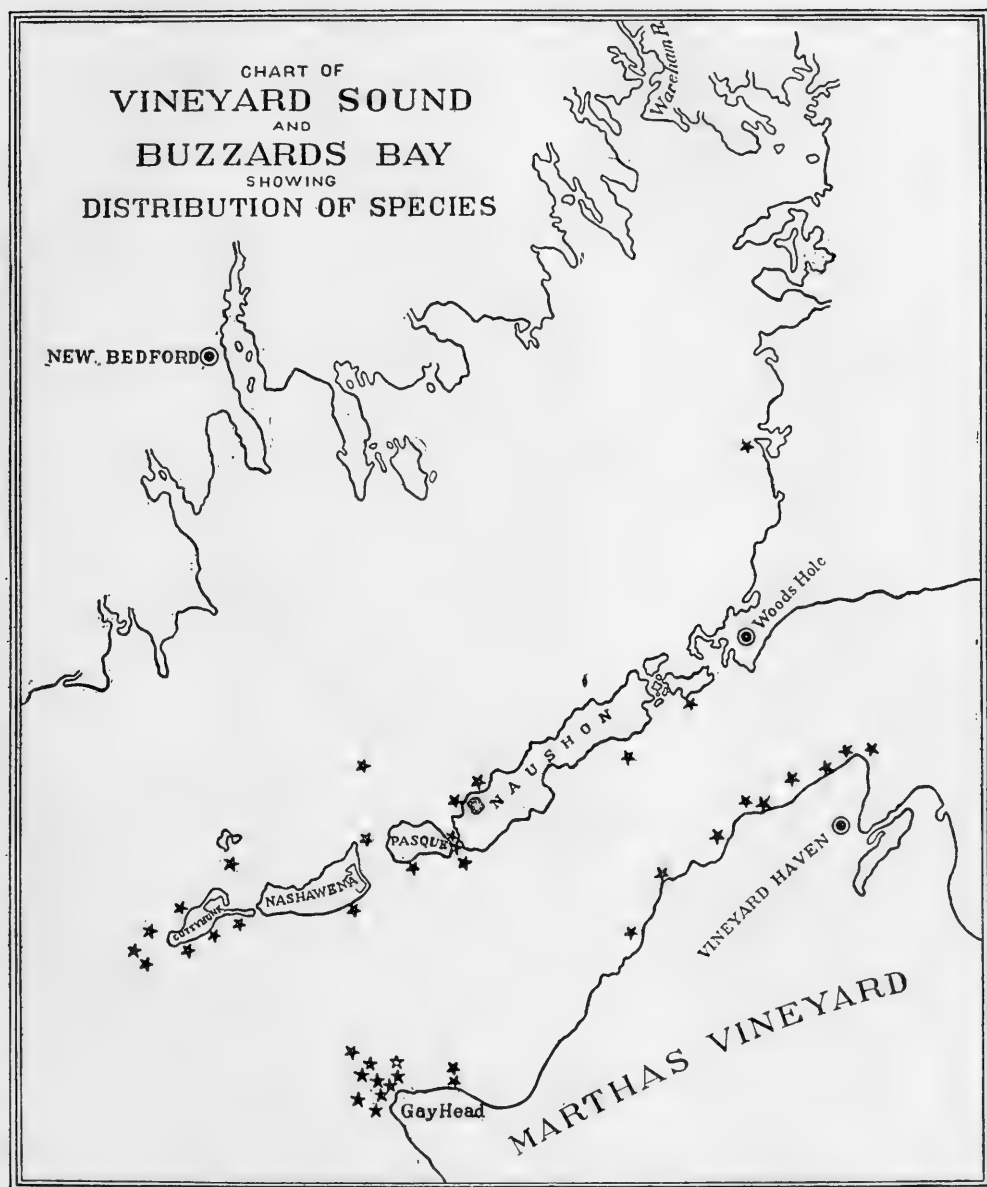 CHART OF
VINEYARD SOUND
AND
BUZZARDS BAY
SHOWING
DISTRIBUTION OF SPECIES
Wareham R.
NEW. BEDFORD
Woods Hole
NAUSHON
PASQUE
NASHAWENA
CUTTYHUNK
VINEYARD HAVEN
MARTHAS VINEYARD
Gay Head